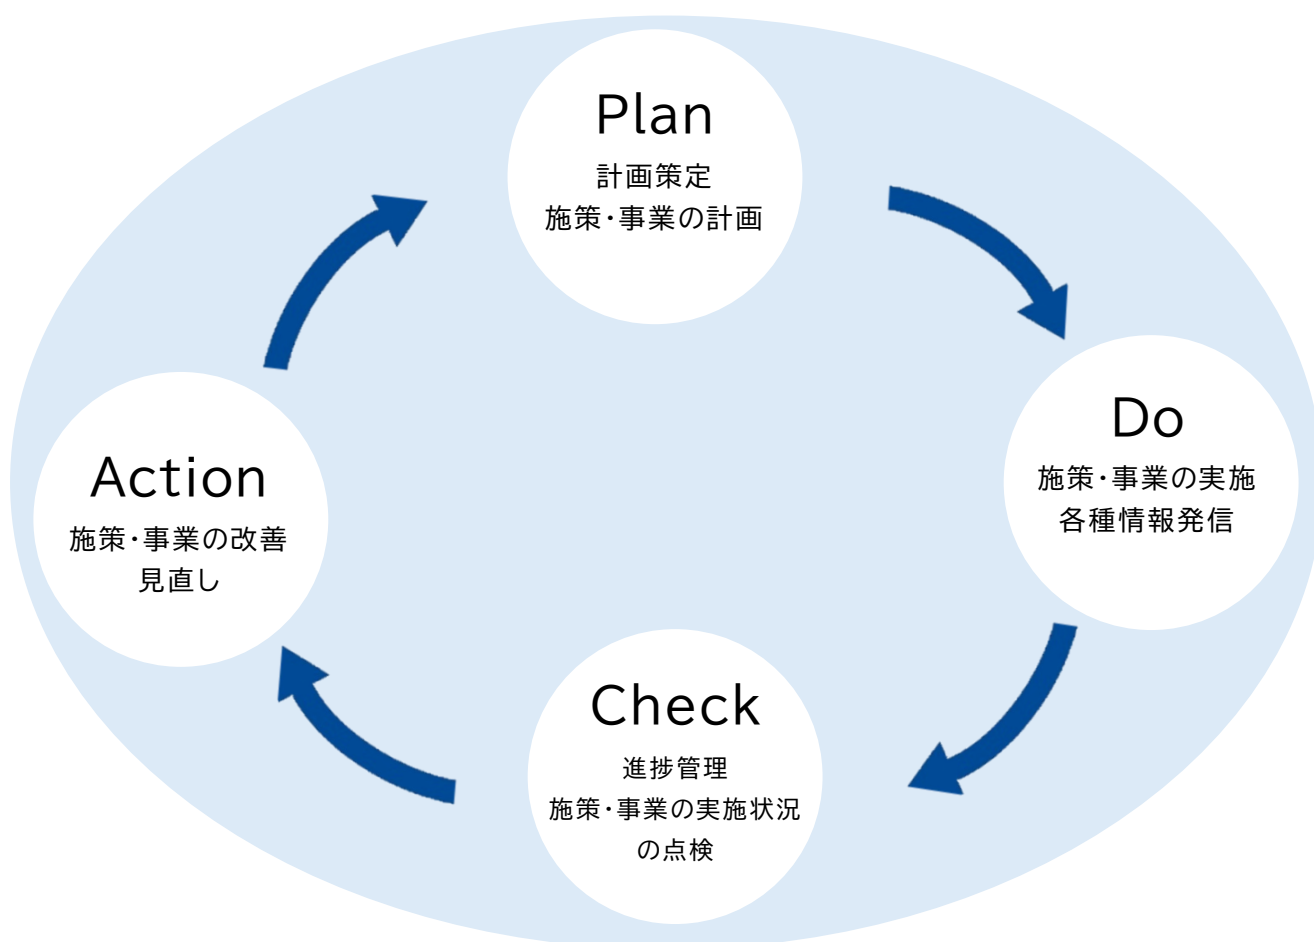 Plan
計画策定
施策・事業の計画
Do
施策・事業の実施
各種情報発信
Check
進捗管理
施策・事業の実施状況
の点検
Action
施策・事業の改善
見直し